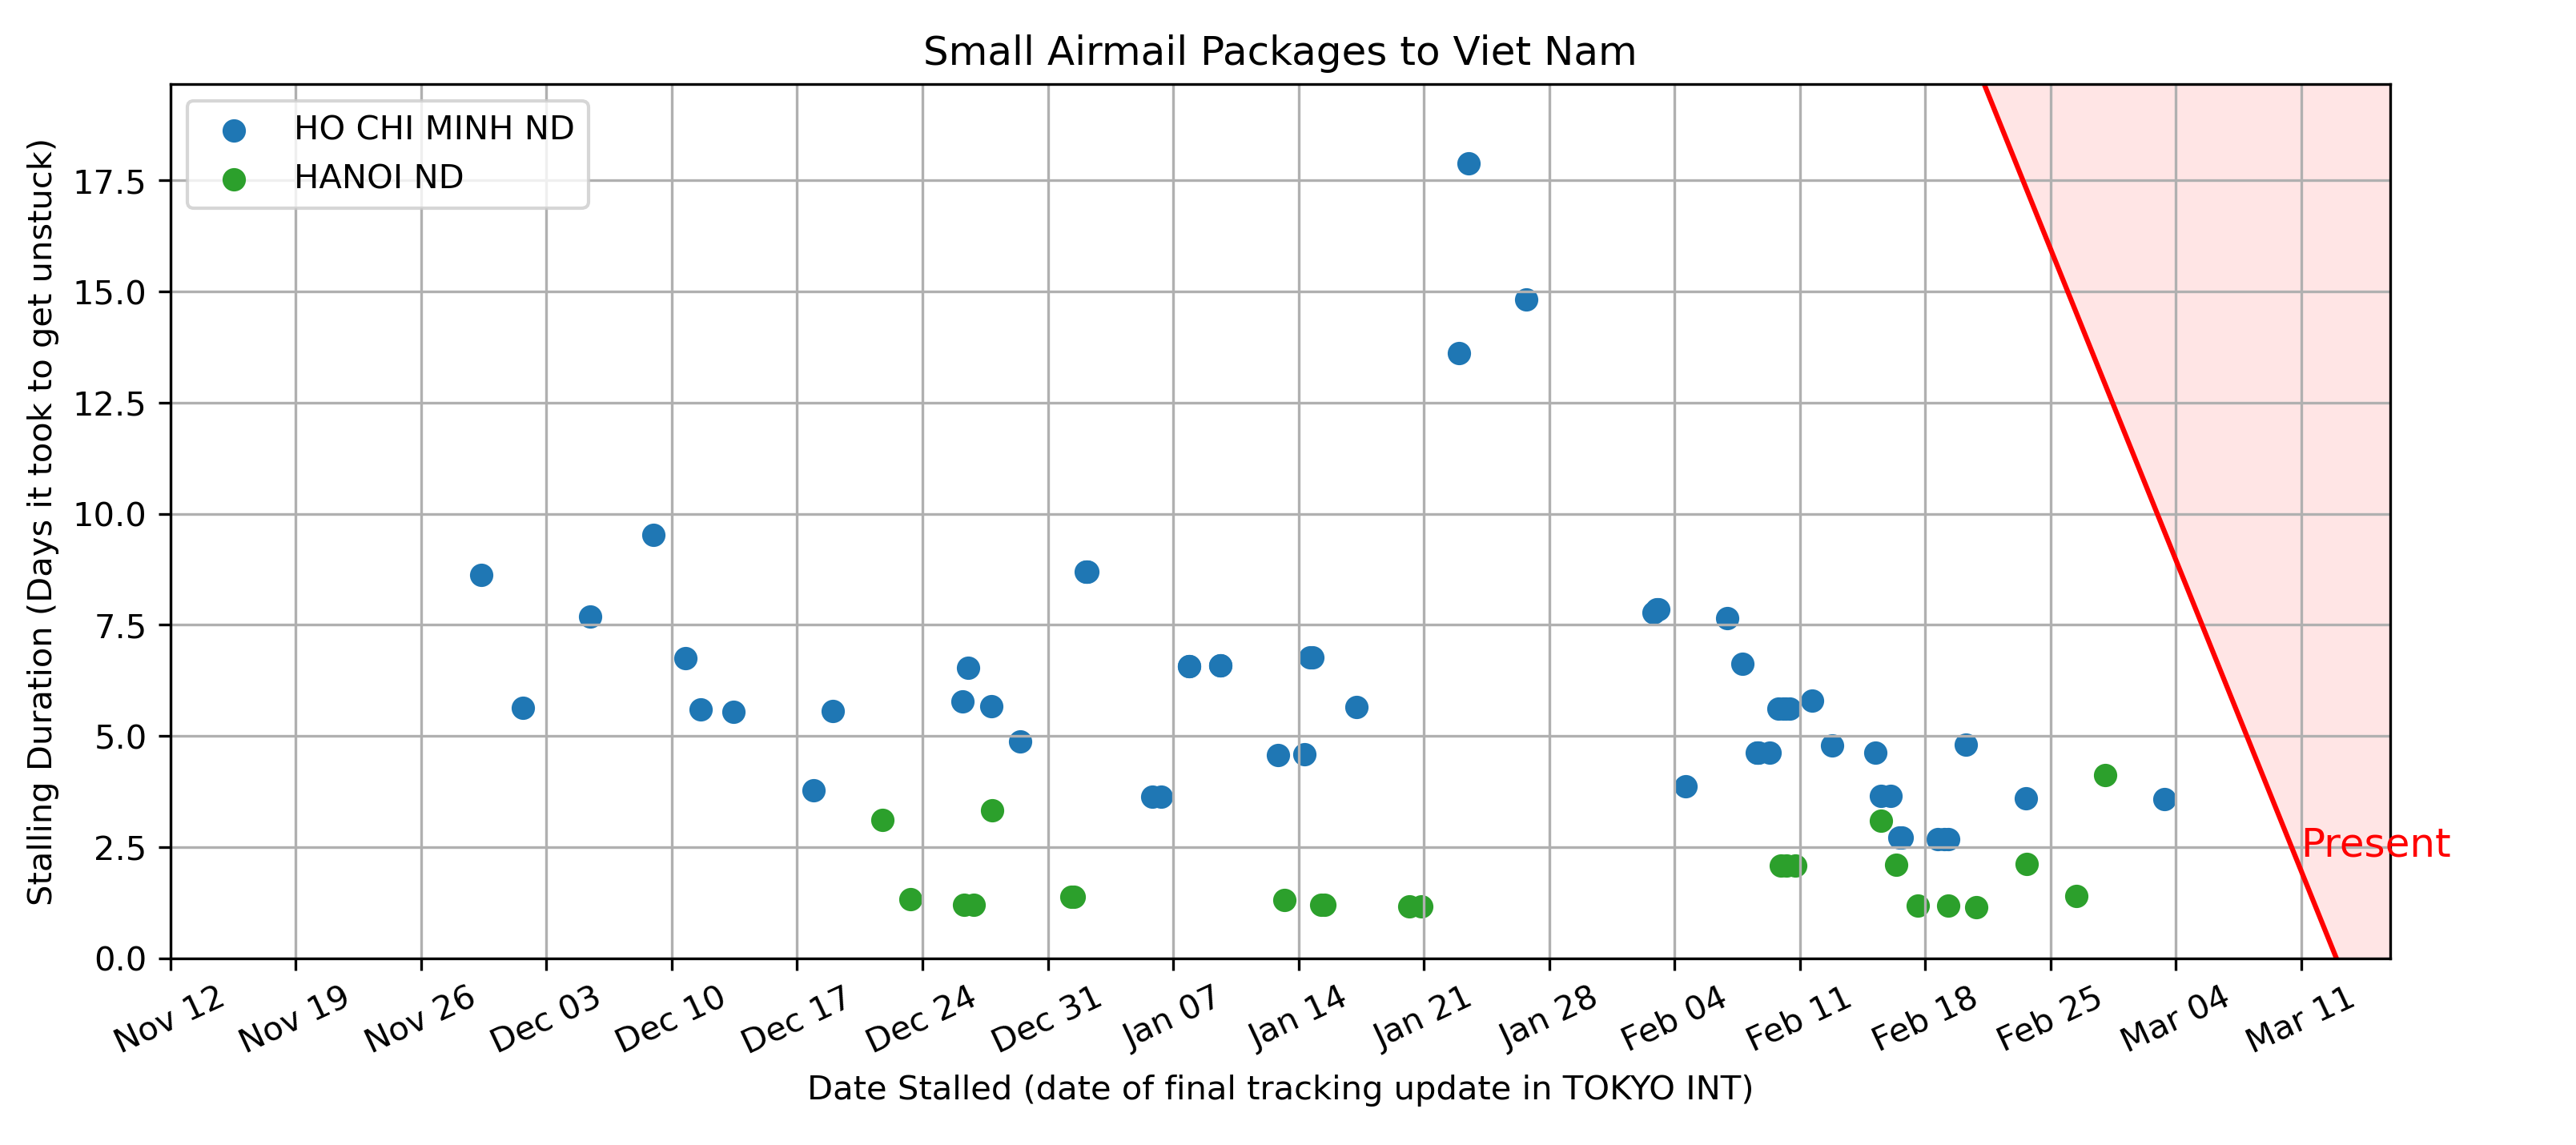 Small Airmail Packages to Viet Nam
HO CHI MINH ND
HANOI ND
Stalling Duration (Days it took to get unstuck)
17.5
15.0
12.5
10.0
7.5
5.0
2.5
0.0
Present
Nov 12
Nov 19
Nov 26
Dec 03
Dec 10
Dec 17
Dec 24
Dec 31
Jan 07
Jan 14
Jan 21
Jan 28
Feb 04
Feb 11
Feb 18
Feb 25
Mar 04
Mar 11
Date Stalled (date of final tracking update in TOKYO INT)